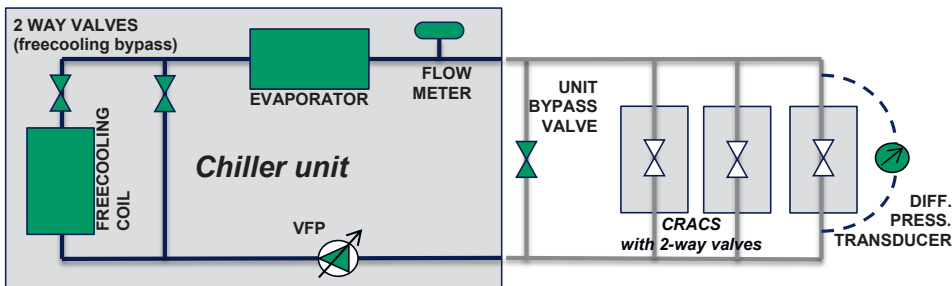 2 WAY VALVES
(freecooling bypass)
EVAPORATOR
FLOW
METER
UNIT
BYPASS
VALVE
FREECOOLING
COIL
Chiller unit
VFP
CRACS
with 2-way valves
DIFF.
PRESS.
TRANSDUCER